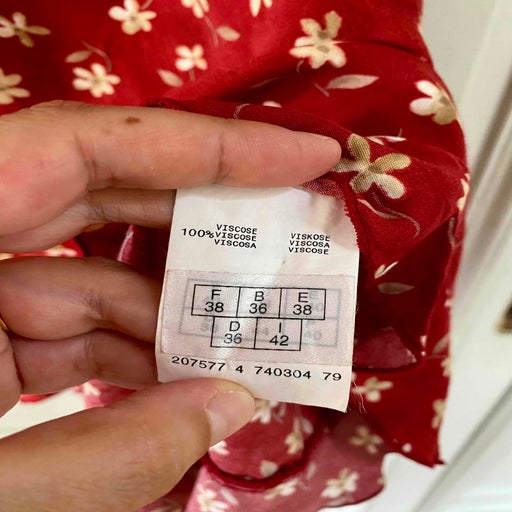 VISCOSE VISKOSE
100% VISCOSE VISCOSA
VISCOSA VISCOSE
F B E
38 36 38
D I
36 42
207577 4 740304 79